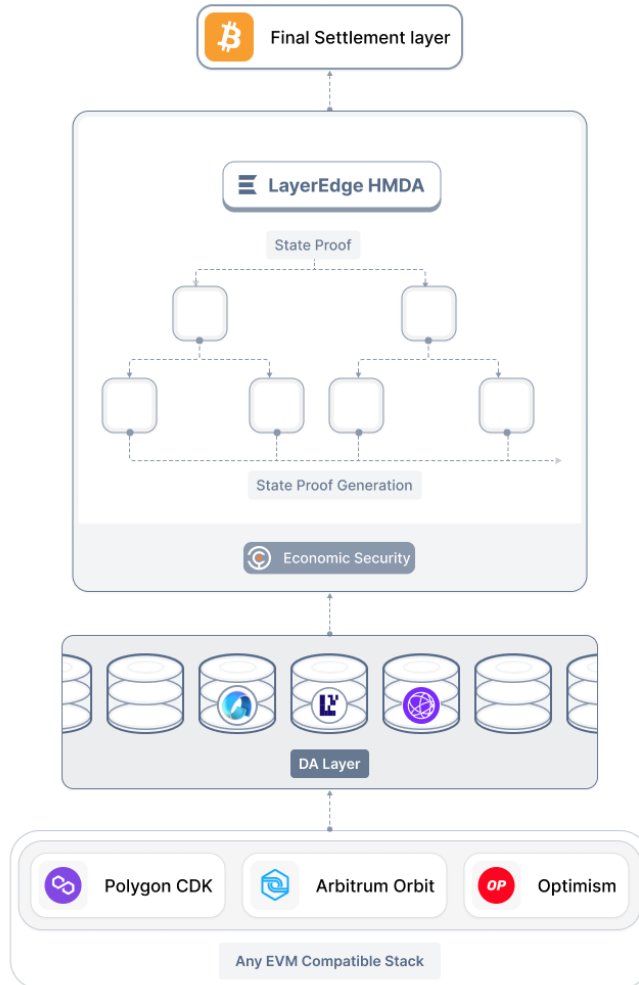 Final Settlement layer
LayerEdge HMDA
State Proof
State Proof Generation
Economic Security
DA Layer
Polygon CDK
Arbitrum Orbit
OP
Optimism
Any EVM Compatible Stack